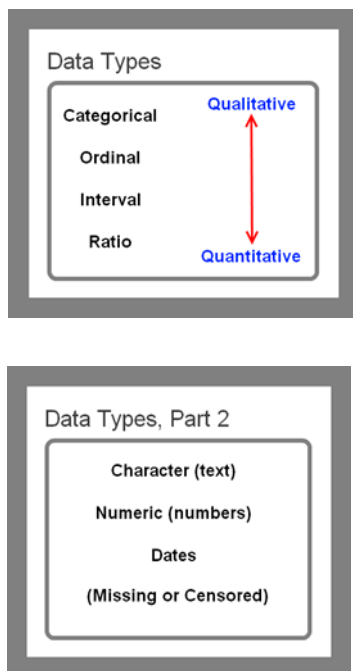 Data Types
Categorical
Qualitative
Ordinal
Interval
Ratio
Quantitative
Data Types, Part 2
Character (text)
Numeric (numbers)
Dates
(Missing or Censored)